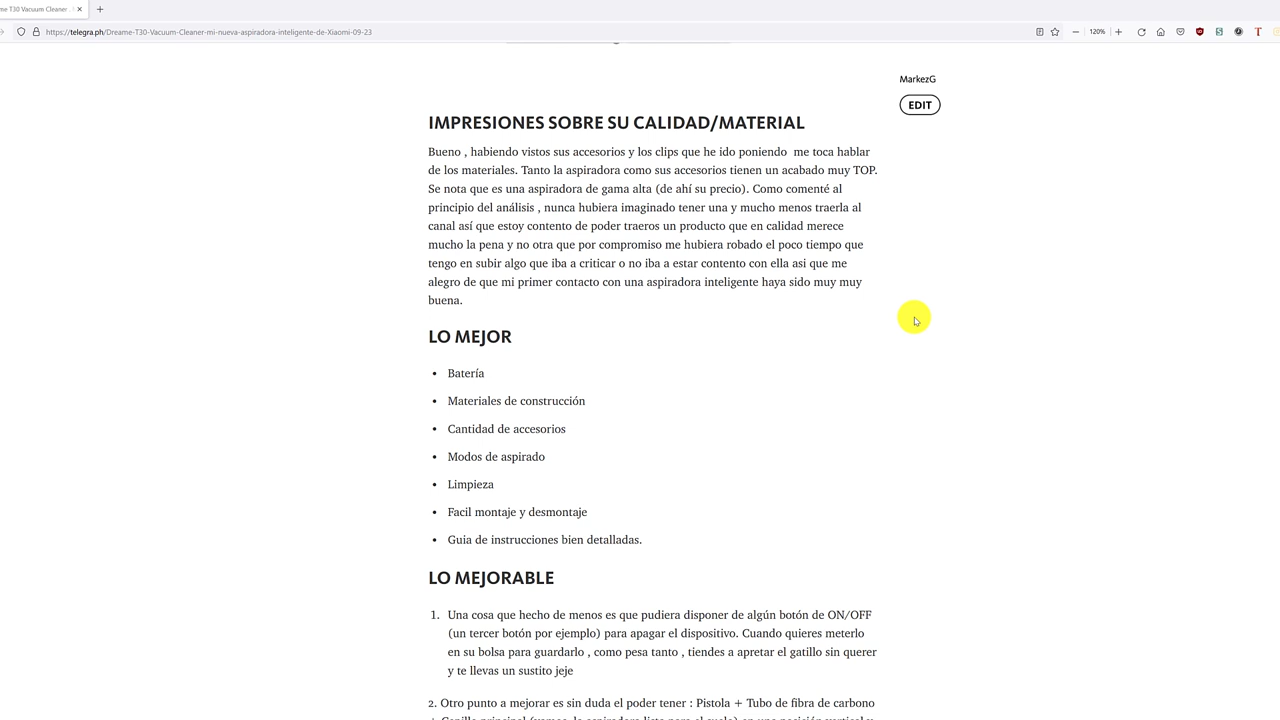 me T30 Vacuum Cleaner
https://telegra.ph/Dreame-T30-Vacuum-Cleaner-mi-nueva-aspiradora-inteligente-de-Xiaomi-09-23
120%
MarkezG
EDIT
IMPRESIONES SOBRE SU CALIDAD/MATERIAL
Bueno , habiendo vistos sus accesorios y los clips que he ido poniendo  me toca hablar
de los materiales. Tanto la aspiradora como sus accesorios tienen un acabado muy TOP.
Se nota que es una aspiradora de gama alta (de ahí su precio). Como comenté al
principio del análisis , nunca hubiera imaginado tener una y mucho menos traerla al
canal así que estoy contento de poder traeros un producto que en calidad merece
mucho la pena y no otra que por compromiso me hubiera robado el poco tiempo que
tengo en subir algo que iba a criticar o no iba a estar contento con ella asi que me
alegro de que mi primer contacto con una aspiradora inteligente haya sido muy muy
buena.
LO MEJOR
• Batería
• Materiales de construcción
• Cantidad de accesorios
• Modos de aspirado
• Limpieza
• Facil montaje y desmontaje
• Guia de instrucciones bien detalladas.
LO MEJORABLE
1. Una cosa que hecho de menos es que pudiera disponer de algún botón de ON/OFF
(un tercer botón por ejemplo) para apagar el dispositivo. Cuando quieres meterlo
en su bolsa para guardarlo , como pesa tanto , tiendes a apretar el gatillo sin querer
y te llevas un sustito jeje
2. Otro punto a mejorar es sin duda el poder tener : Pistola + Tubo de fibra de carbono